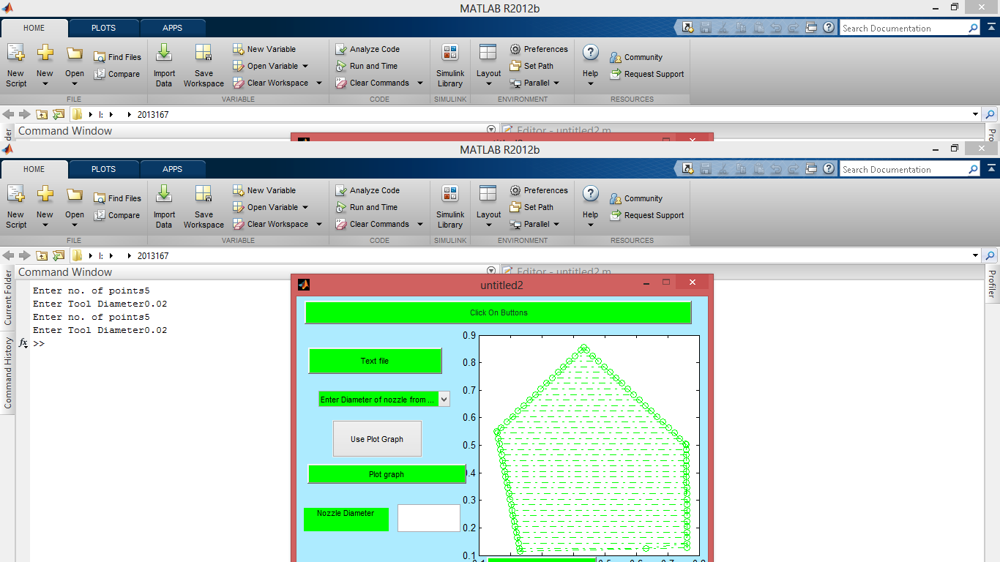 MATLAB R2012b
HOME PLOTS APPS Search Documentation
New Script New Open Find Files Compare Import Data Save Workspace New Variable Open Variable Clear Workspace Analyze Code Run and Time Clear Commands Simulink Library Layout Preferences Set Path Parallel Help Community Request Support
FILE VARIABLE CODE SIMULINK ENVIRONMENT RESOURCES
I: 2013167
Command Window Editor - untitled2.m
MATLAB R2012b
HOME PLOTS APPS Search Documentation
New Script New Open Find Files Compare Import Data Save Workspace New Variable Open Variable Clear Workspace Analyze Code Run and Time Clear Commands Simulink Library Layout Preferences Set Path Parallel Help Community Request Support
FILE VARIABLE CODE SIMULINK ENVIRONMENT RESOURCES
I: 2013167
Command Window Editor - untitled2.m
Current Folder
Command History
Profiler
Enter no. of points5
Enter Tool Diameter0.02
Enter no. of points5
Enter Tool Diameter0.02
fx >>
untitled2
Click On Buttons
Text file
Enter Diameter of nozzle from ...
Use Plot Graph
Plot graph
Nozzle Diameter
0.9
0.8
0.7
0.6
0.5
0.4
0.3
0.2
0.1